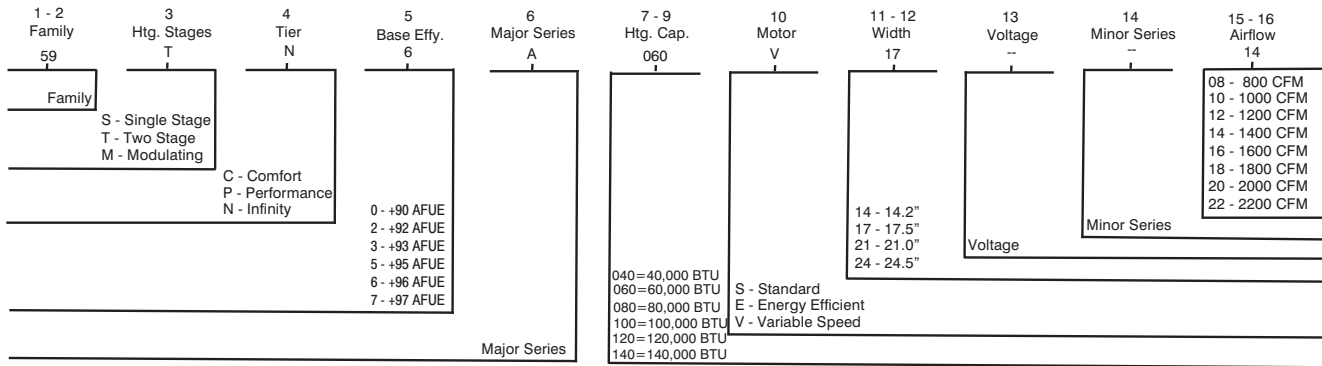 1 - 2
Family
59
3
Htg. Stages
T
4
Tier
N
5
Base Effy.
6
6
Major Series
A
7 - 9
Htg. Cap.
060
10
Motor
V
11 - 12
Width
17
13
Voltage
--
14
Minor Series
--
15 - 16
Airflow
14
Family
S - Single Stage
T - Two Stage
M - Modulating
C - Comfort
P - Performance
N - Infinity
0 - +90 AFUE
2 - +92 AFUE
3 - +93 AFUE
5 - +95 AFUE
6 - +96 AFUE
7 - +97 AFUE
Major Series
040=40,000 BTU
060=60,000 BTU
080=80,000 BTU
100=100,000 BTU
120=120,000 BTU
140=140,000 BTU
S - Standard
E - Energy Efficient
V - Variable Speed
14 - 14.2”
17 - 17.5”
21 - 21.0”
24 - 24.5”
Voltage
Minor Series
08 - 800 CFM
10 - 1000 CFM
12 - 1200 CFM
14 - 1400 CFM
16 - 1600 CFM
18 - 1800 CFM
20 - 2000 CFM
22 - 2200 CFM